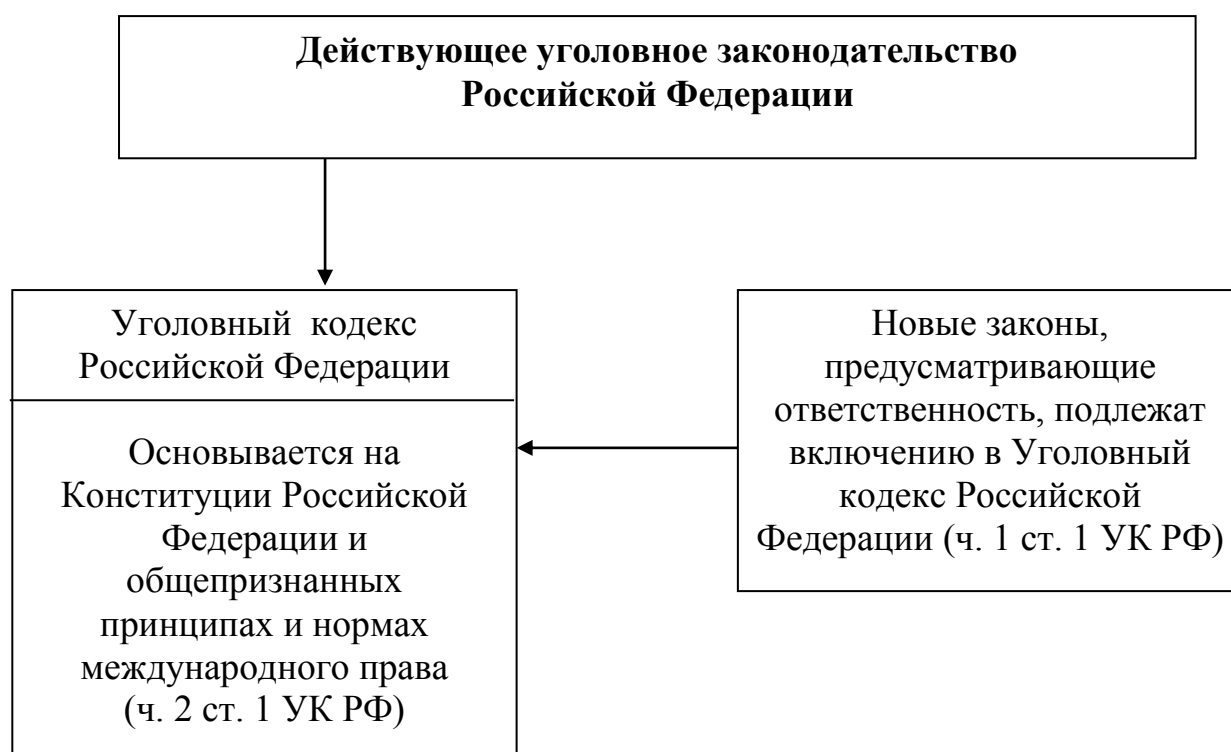 Действующее уголовное законодательство
Российской Федерации
Уголовный кодекс
Российской Федерации
Основывается на
Конституции Российской
Федерации и
общепризнанных
принципах и нормах
международного права
(ч. 2 ст. 1 УК РФ)
Новые законы,
предусматривающие
ответственность, подлежат
включению в Уголовный
кодекс Российской
Федерации (ч. 1 ст. 1 УК РФ)